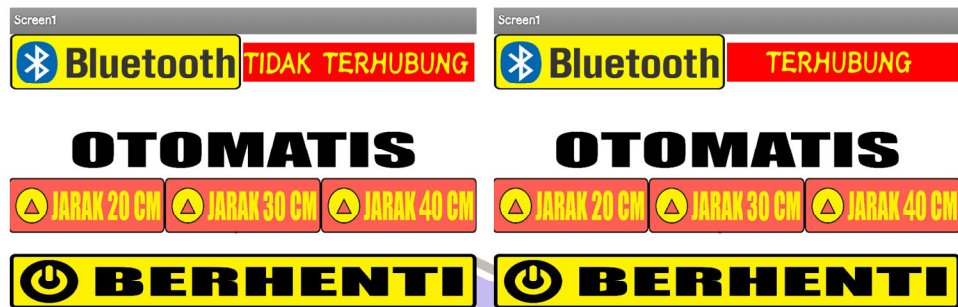 Screen1
Bluetooth TIDAK TERHUBUNG
OTOMATIS
JARAK 20 CM JARAK 30 CM JARAK 40 CM
BERHENTI
Screen1
Bluetooth TERHUBUNG
OTOMATIS
JARAK 20 CM JARAK 30 CM JARAK 40 CM
BERHENTI